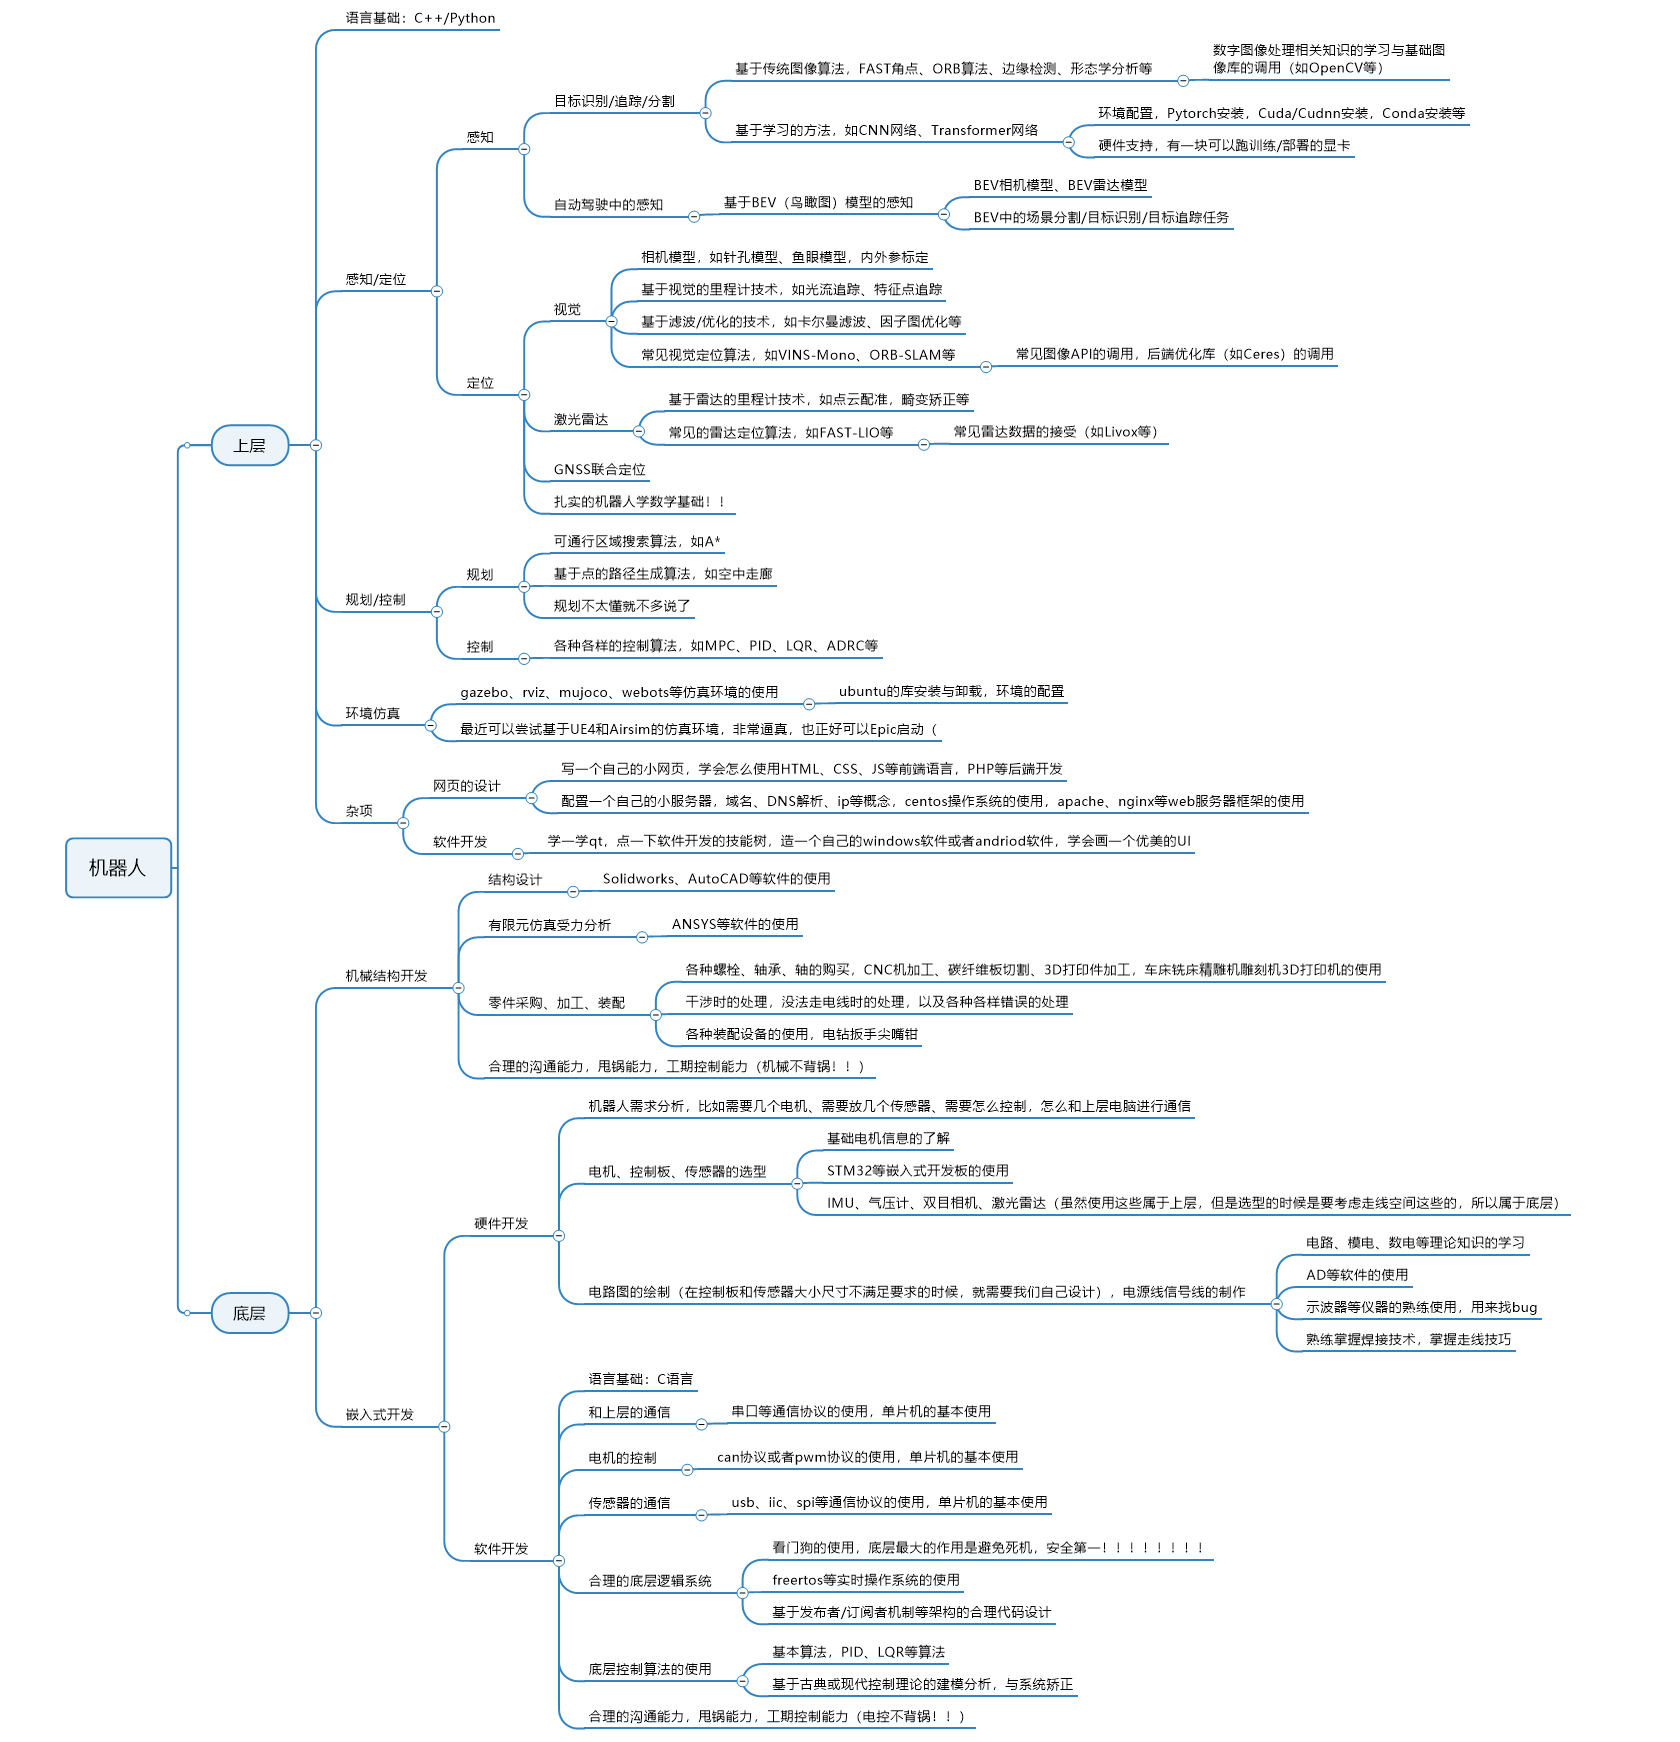 语言基础：C++/Python
数字图像处理相关知识的学习与基础图
像库的调用（如OpenCV等）
基于传统图像算法，FAST角点、ORB算法、边缘检测、形态学分析等
目标识别/追踪/分割
环境配置，Pytorch安装，Cuda/Cudnn安装，Conda安装等
基于学习的方法，如CNN网络、Transformer网络
硬件支持，有一块可以跑训练/部署的显卡
感知
BEV相机模型、BEV雷达模型
自动驾驶中的感知
基于BEV（鸟瞰图）模型的感知
BEV中的场景分割/目标识别/目标追踪任务
相机模型，如针孔模型、鱼眼模型，内外参标定
感知/定位
基于视觉的里程计技术，如光流追踪、特征点追踪
视觉
基于滤波/优化的技术，如卡尔曼滤波、因子图优化等
常见视觉定位算法，如VINS-Mono、ORB-SLAM等
常见图像API的调用，后端优化库（如Ceres）的调用
定位
基于雷达的里程计技术，如点云配准，畸变矫正等
激光雷达
常见的雷达定位算法，如FAST-LIO等
常见雷达数据的接受（如Livox等）
上层
GNSS联合定位
扎实的机器人学数学基础！！
可通行区域搜索算法，如A*
规划
基于点的路径生成算法，如空中走廊
规划/控制
规划不太懂就不多说了
控制
各种各样的控制算法，如MPC、PID、LQR、ADRC等
gazebo、rviz、mujoco、webots等仿真环境的使用
ubuntu的库安装与卸载，环境的配置
环境仿真
最近可以尝试基于UE4和Airsim的仿真环境，非常逼真，也正好可以Epic启动（
写一个自己的小网页，学会怎么使用HTML、CSS、JS等前端语言，PHP等后端开发
网页的设计
配置一个自己的小服务器，域名、DNS解析、ip等概念，centos操作系统的使用，apache、nginx等web服务器框架的使用
杂项
软件开发
学一学qt，点一下软件开发的技能树，造一个自己的windows软件或者andriod软件，学会画一个优美的UI
机器人
结构设计
Solidworks、AutoCAD等软件的使用
有限元仿真受力分析
ANSYS等软件的使用
机械结构开发
各种螺栓、轴承、轴的购买，CNC机加工、碳纤维板切割、3D打印件加工，车床铣床精雕机雕刻机3D打印机的使用
零件采购、加工、装配
干涉时的处理，没法走电线时的处理，以及各种各样错误的处理
各种装配设备的使用，电钻扳手尖嘴钳
合理的沟通能力，甩锅能力，工期控制能力（机械不背锅！！）
机器人需求分析，比如需要几个电机、需要放几个传感器、需要怎么控制，怎么和上层电脑进行通信
基础电机信息的了解
电机、控制板、传感器的选型
STM32等嵌入式开发板的使用
IMU、气压计、双目相机、激光雷达（虽然使用这些属于上层，但是选型的时候是要考虑走线空间这些的，所以属于底层）
硬件开发
电路、模电、数电等理论知识的学习
AD等软件的使用
电路图的绘制（在控制板和传感器大小尺寸不满足要求的时候，就需要我们自己设计），电源线信号线的制作
示波器等仪器的熟练使用，用来找bug
熟练掌握焊接技术，掌握走线技巧
底层
语言基础：C语言
嵌入式开发
和上层的通信
串口等通信协议的使用，单片机的基本使用
电机的控制
can协议或者pwm协议的使用，单片机的基本使用
传感器的通信
usb、iic、spi等通信协议的使用，单片机的基本使用
软件开发
看门狗的使用，底层最大的作用是避免死机，安全第一！！！！！！！！
合理的底层逻辑系统
freertos等实时操作系统的使用
基于发布者/订阅者机制等架构的合理代码设计
基本算法，PID、LQR等算法
底层控制算法的使用
基于古典或现代控制理论的建模分析，与系统矫正
合理的沟通能力，甩锅能力，工期控制能力（电控不背锅！！）